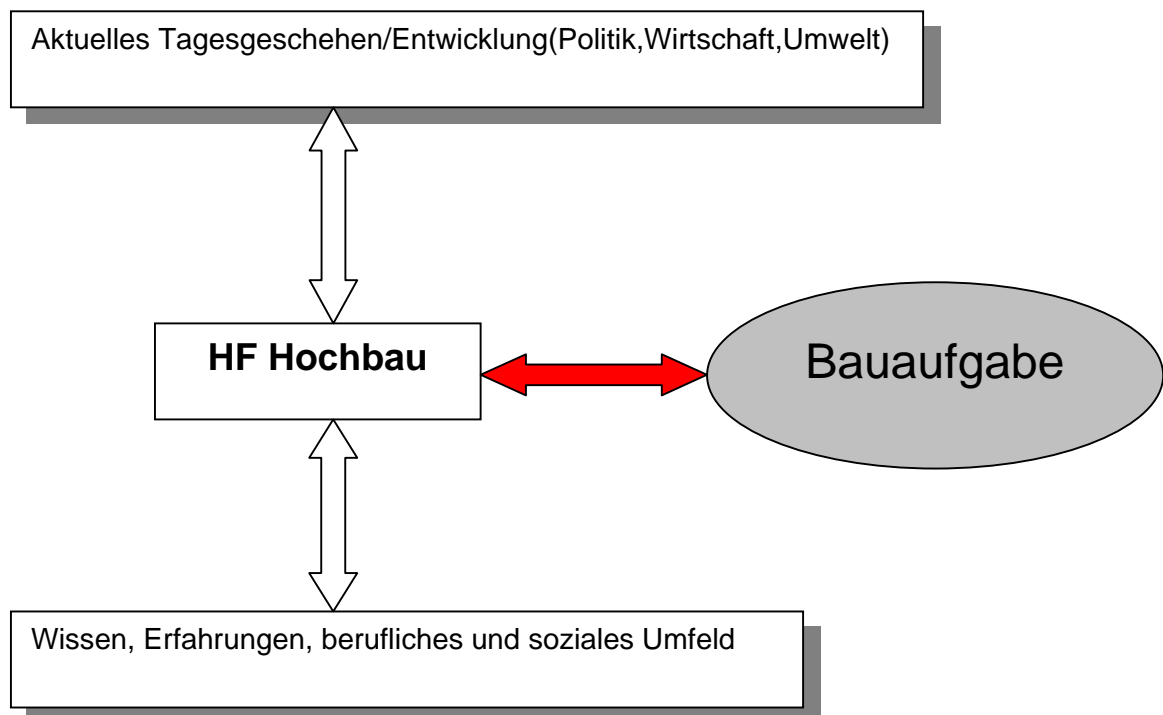 Aktuelles Tagesgeschehen/Entwicklung(Politik,Wirtschaft,Umwelt)
HF Hochbau
Bauaufgabe
Wissen, Erfahrungen, berufliches und soziales Umfeld